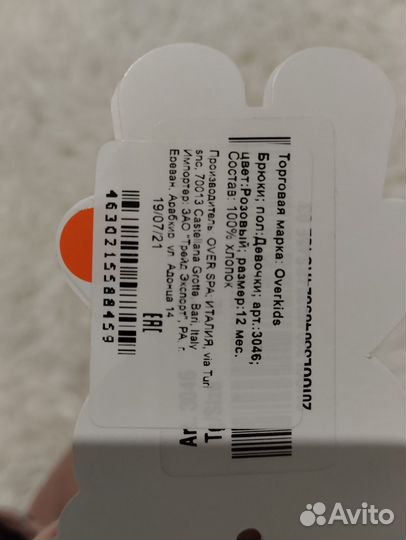 Торговая марка: Overkids
Брюки; пол:Девочки; арт.:3046;
цвет:Розовый; размер:12 мес.
Состав: 100% хлопок
Производитель: OVER SPA, ИТАЛИЯ, via Turi
snc, 70013 Castellana Grotte, Bari, Italy
Импортер: ЗАО "Трейд Экспорт", РА, г.
Ереван, Арабкир, ул. Адонца 14
19/07/21
EAC
4630215588459
Avito